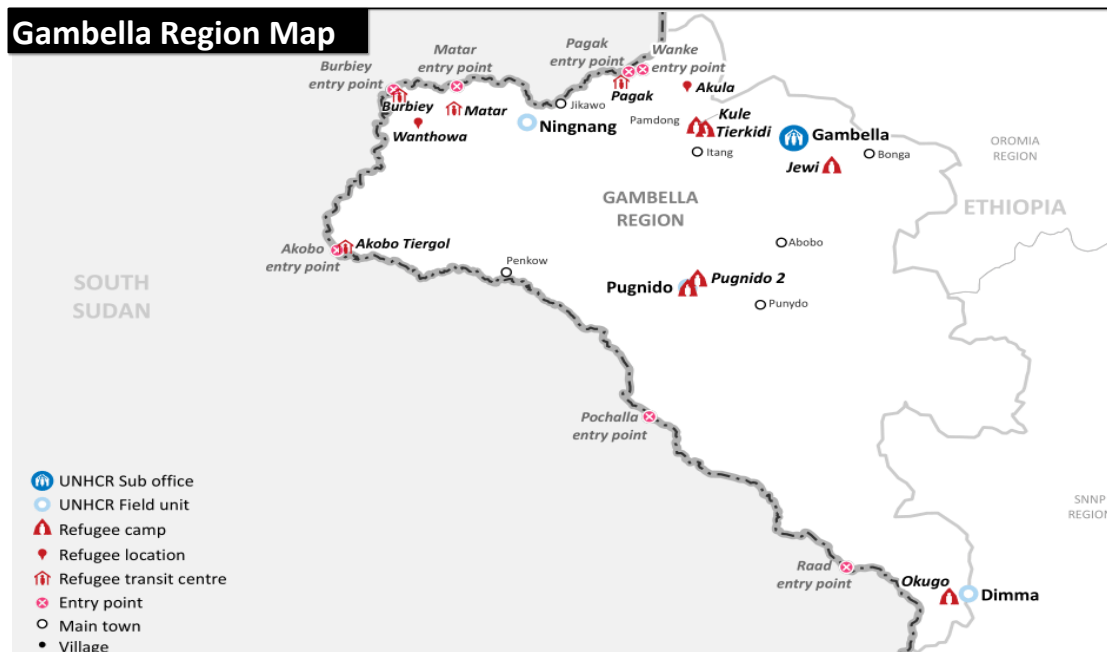 Gambella Region Map
Pagak
entry point
Wanke
entry point
Matar
entry point
Burbiey
entry point
Akula
Pagak
Jikawo
Burbiey
Matar
Wanthowa
Ningnang
Pamdong
Kule
Tierkidi
Itang
Gambella
Bonga
Jewi
OROMIA
REGION
GAMBELLA
REGION
ETHIOPIA
Akobo
entry point
Akobo Tiergol
Abobo
Penkow
SOUTH
SUDAN
Pugnido
Pugnido 2
Punydo
Pochalla
entry point
SNNP
REGION
Raad
entry point
Okugo
Dimma
UNHCR Sub office
UNHCR Field unit
Refugee camp
Refugee location
Refugee transit centre
Entry point
Main town
Village